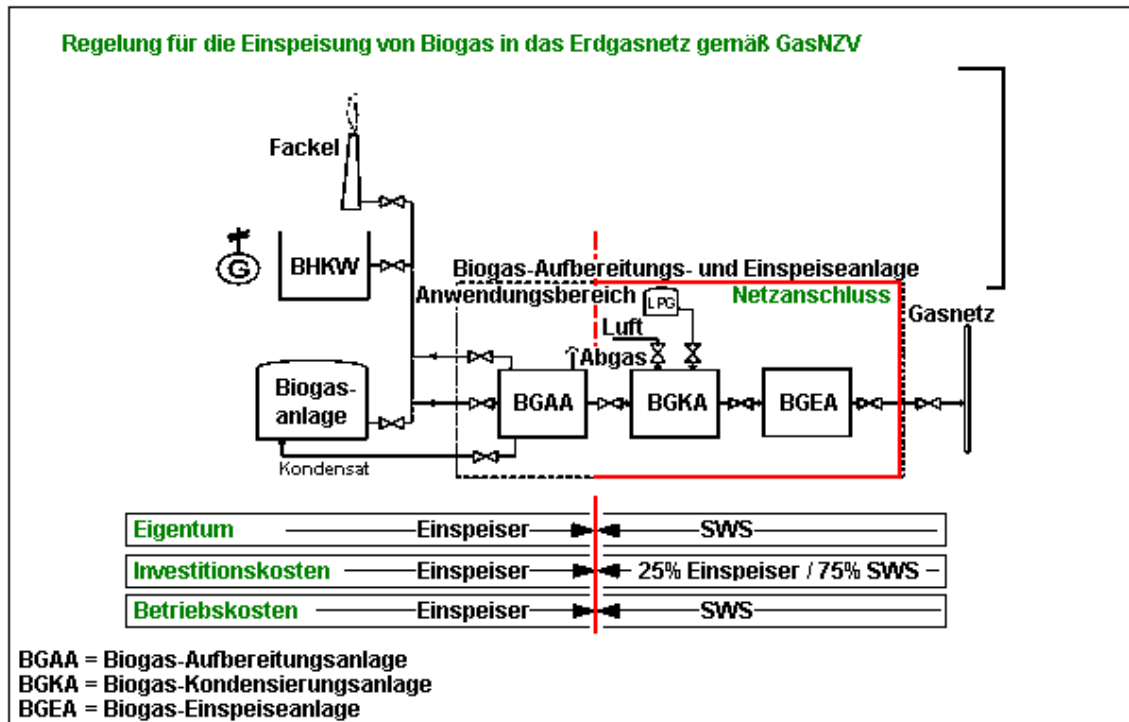 Regelung für die Einspeisung von Biogas in das Erdgasnetz gemäß GasNZV
Fackel
G
BHKW
Biogas-Aufbereitungs- und Einspeiseanlage
Anwendungsbereich
Netzanschluss
LPG
Luft
Gasnetz
Abgas
Biogas-
anlage
BGAA
BGKA
BGEA
Kondensat
Eigentum Einspeiser SWS
Investitionskosten Einspeiser 25% Einspeiser / 75% SWS
Betriebskosten Einspeiser SWS
BGAA = Biogas-Aufbereitungsanlage
BGKA = Biogas-Kondensierungsanlage
BGEA = Biogas-Einspeiseanlage